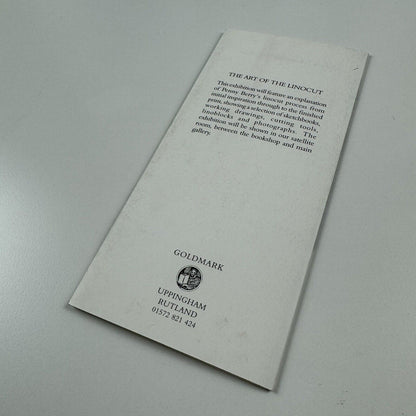 THE ART OF THE LINOCUT
This exhibition will feature an explanation
of Penny Berry's linocut process from
initial inspiration through to the finished
print, showing a selection of sketchbooks,
working drawings, cutting tools,
linoblocks and photographs. The
exhibition will be shown in our satellite
room, between the bookshop and main
gallery.
GOLDMARK
UPPINGHAM
RUTLAND
01572 821 424